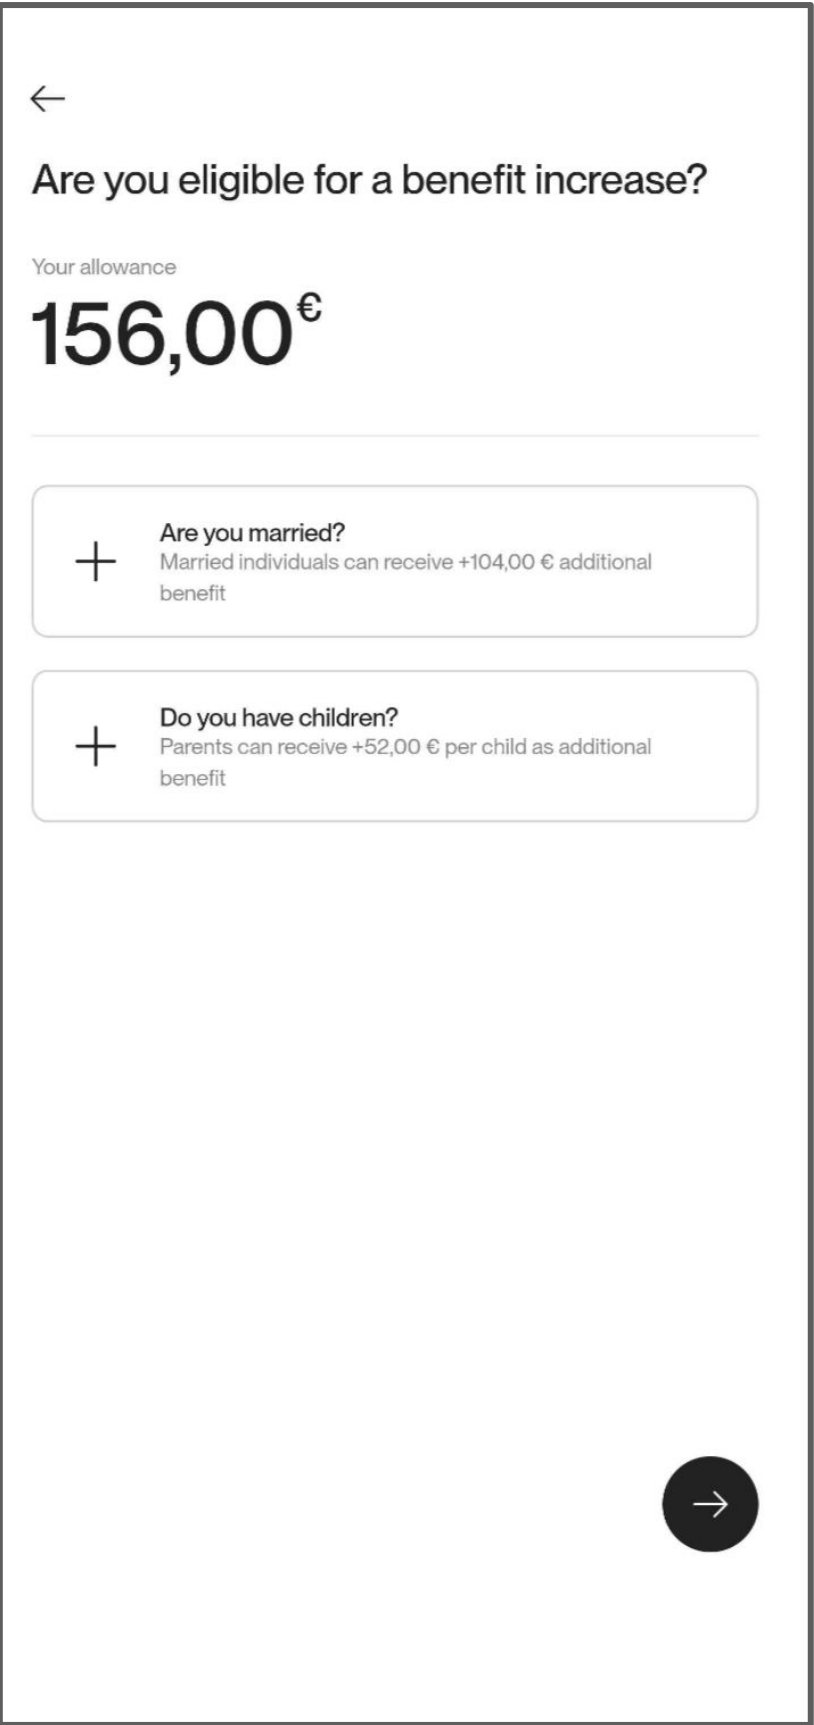 Are you eligible for a benefit increase?
Your allowance
156,00€
Are you married?
Married individuals can receive +104,00 € additional
benefit
Do you have children?
Parents can receive +52,00 € per child as additional
benefit